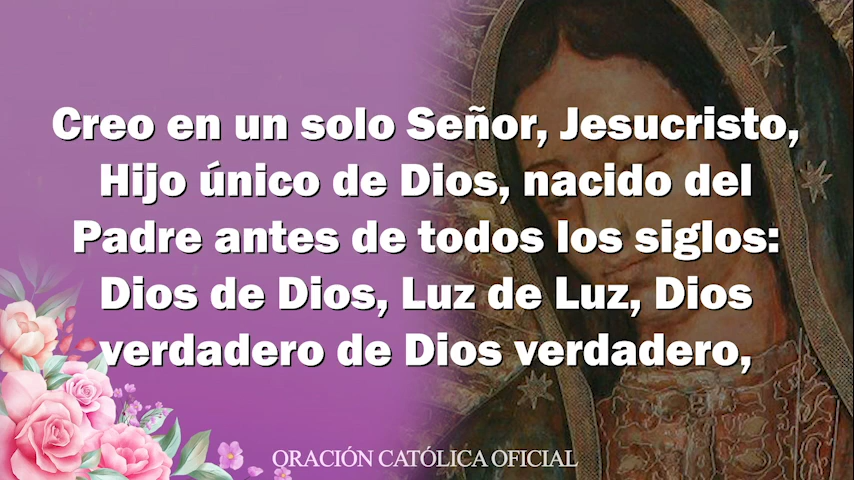 Creo en un solo Señor, Jesucristo,
Hijo único de Dios, nacido del
Padre antes de todos los siglos:
Dios de Dios, Luz de Luz, Dios
verdadero de Dios verdadero,
ORACIÓN CATÓLICA OFICIAL